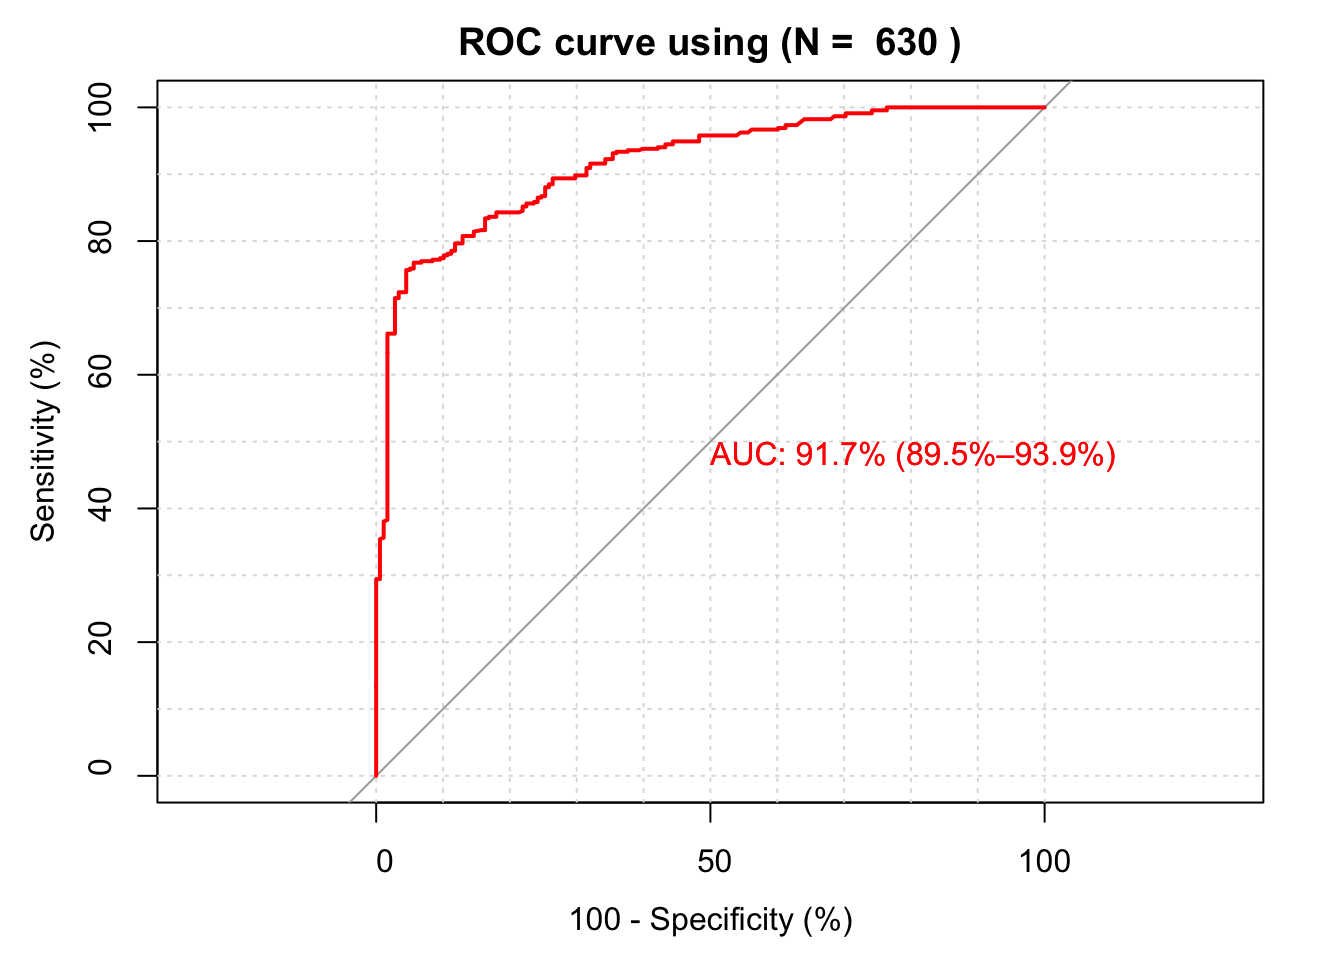 ROC curve using (N =  630 )
100
80
60
40
20
0
Sensitivity (%)
AUC: 91.7% (89.5%–93.9%)
0 50 100
100 - Specificity (%)